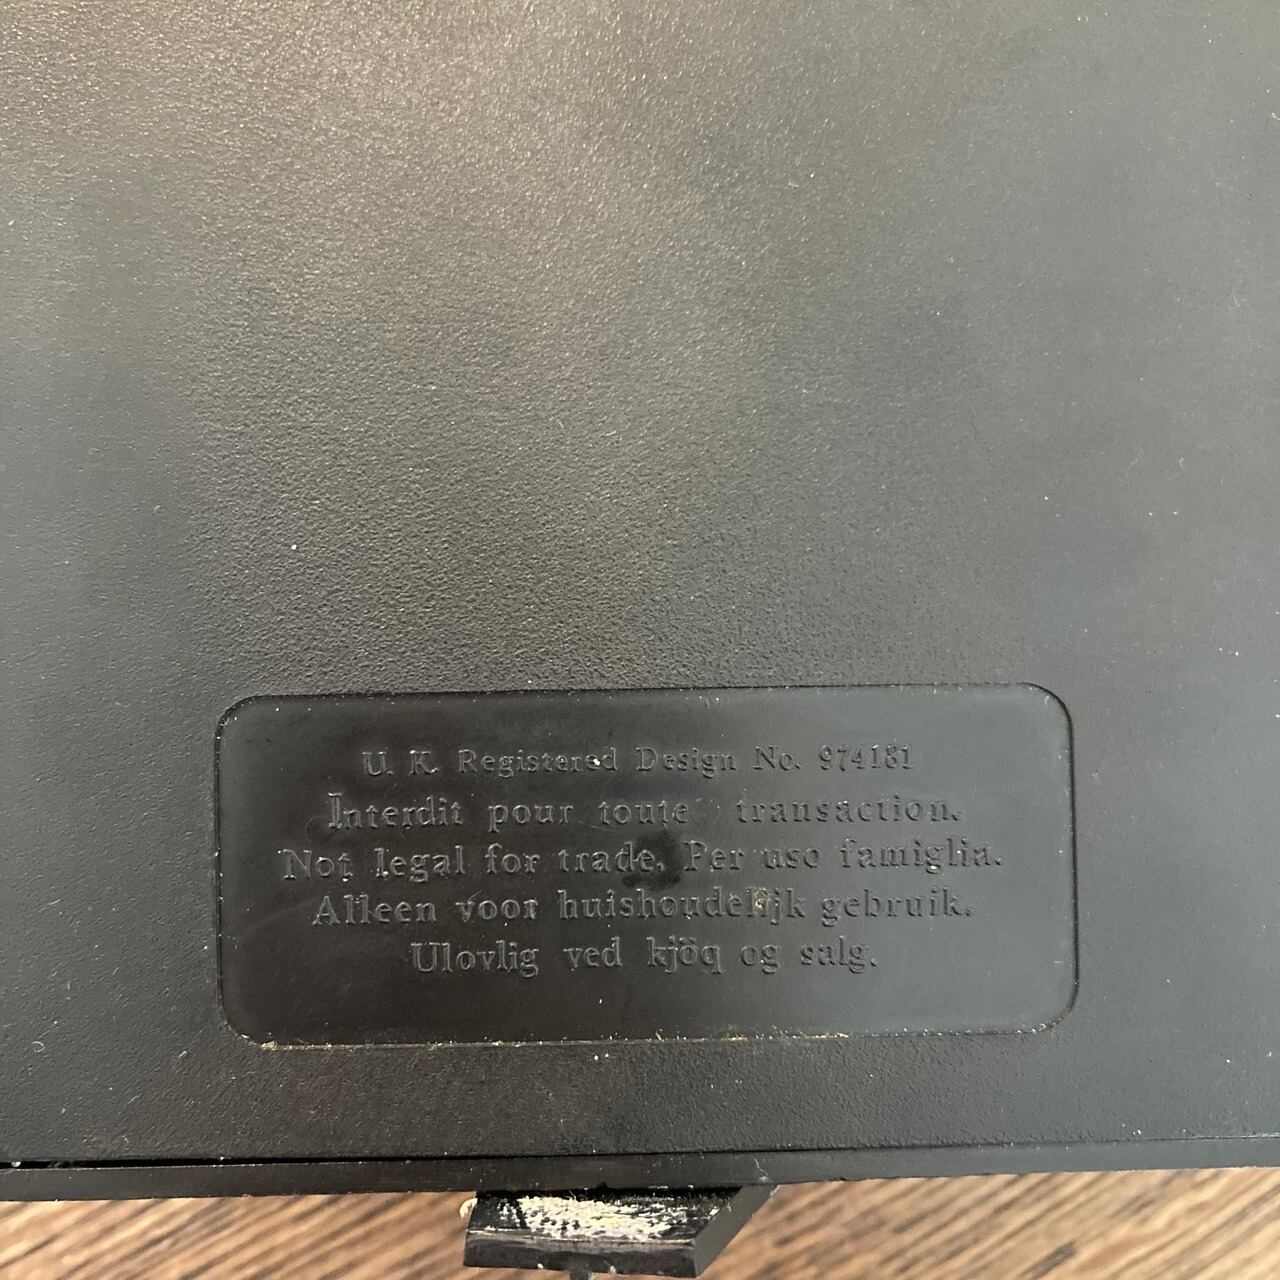 U. K. Registered Design No. 974181
Interdit pour toute transaction.
Not legal for trade. Per uso famiglia.
Alleen voor huishoudelijk gebruik.
Ulovlig ved kjöq og salg.